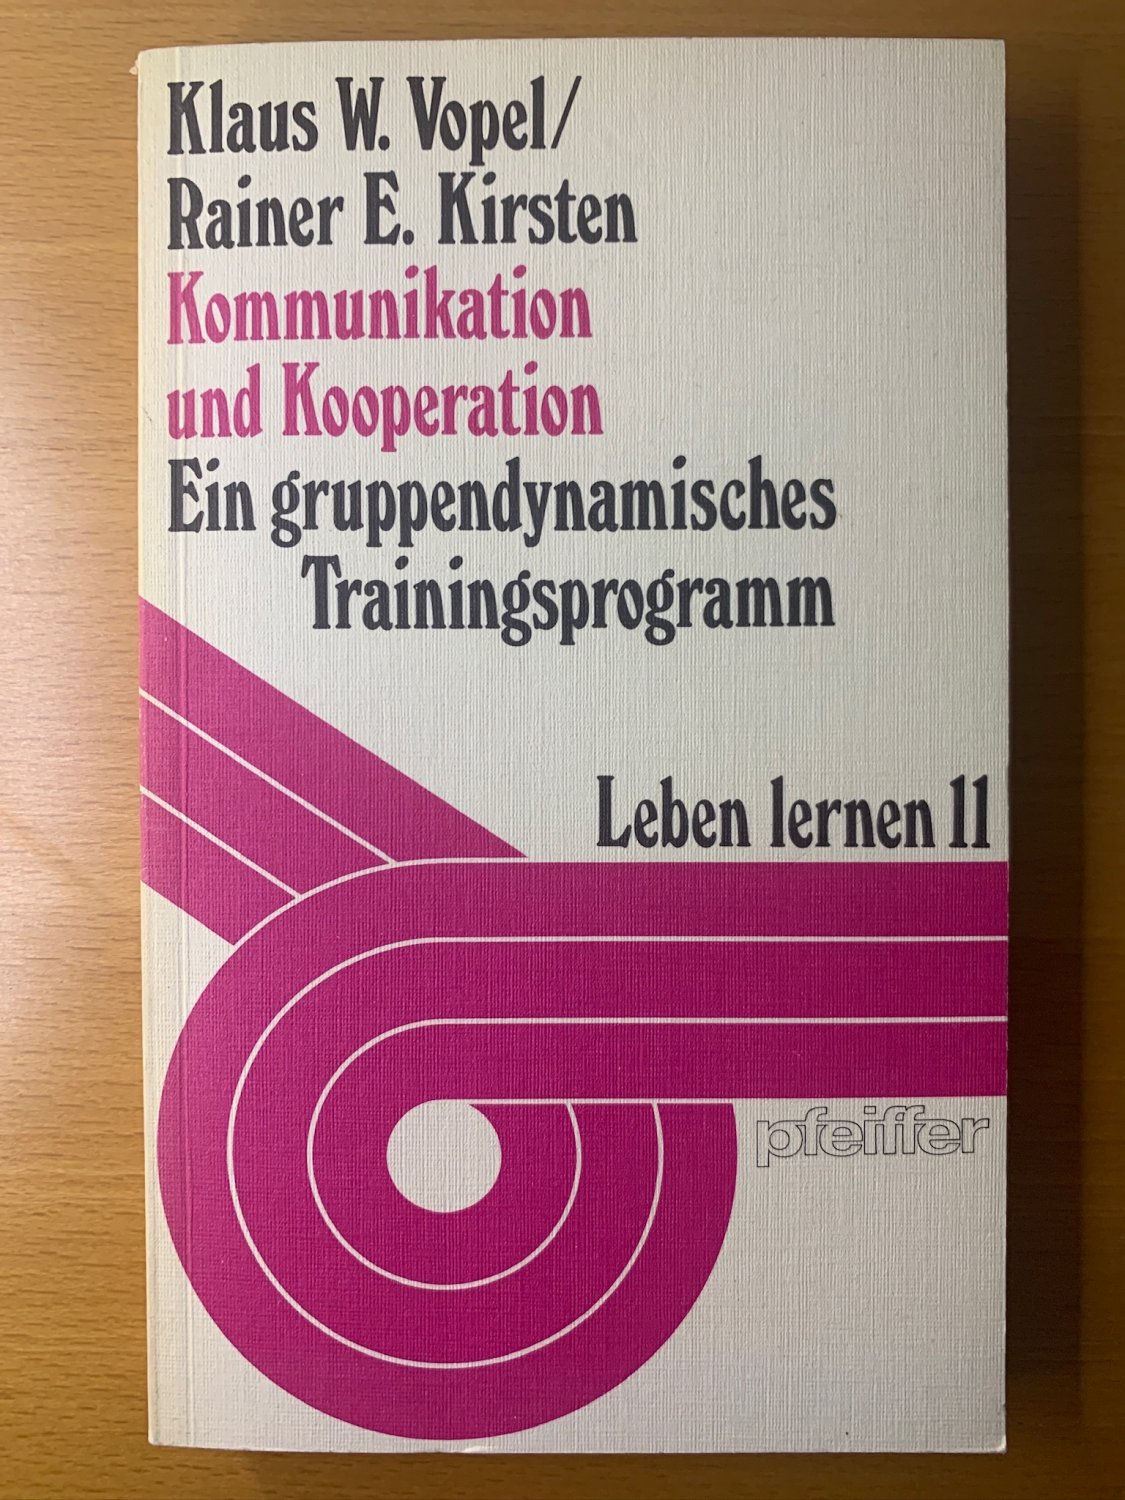 Klaus W. Vopel/
Rainer E. Kirsten
Kommunikation
und Kooperation
Ein gruppendynamisches
Trainingsprogramm
Leben lernen 11
pfeiffer